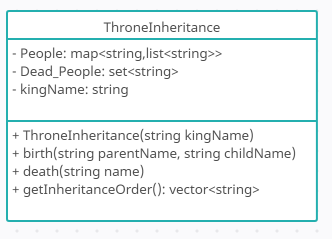 ThroneInheritance
- People: map<string,list<string>>
- Dead_People: set<string>
- kingName: string
+ ThroneInheritance(string kingName)
+ birth(string parentName, string childName)
+ death(string name)
+ getInheritanceOrder(): vector<string>